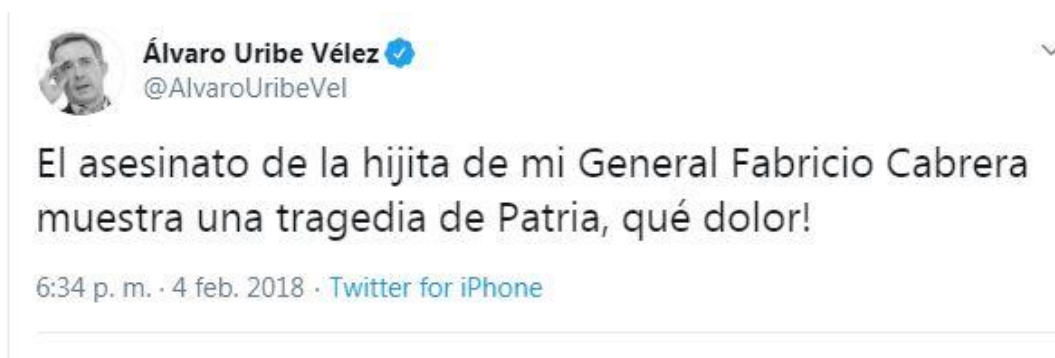 Álvaro Uribe Vélez
@AlvaroUribeVel
El asesinato de la hijita de mi General Fabricio Cabrera
muestra una tragedia de Patria, qué dolor!
6:34 p. m. · 4 feb. 2018 · Twitter for iPhone